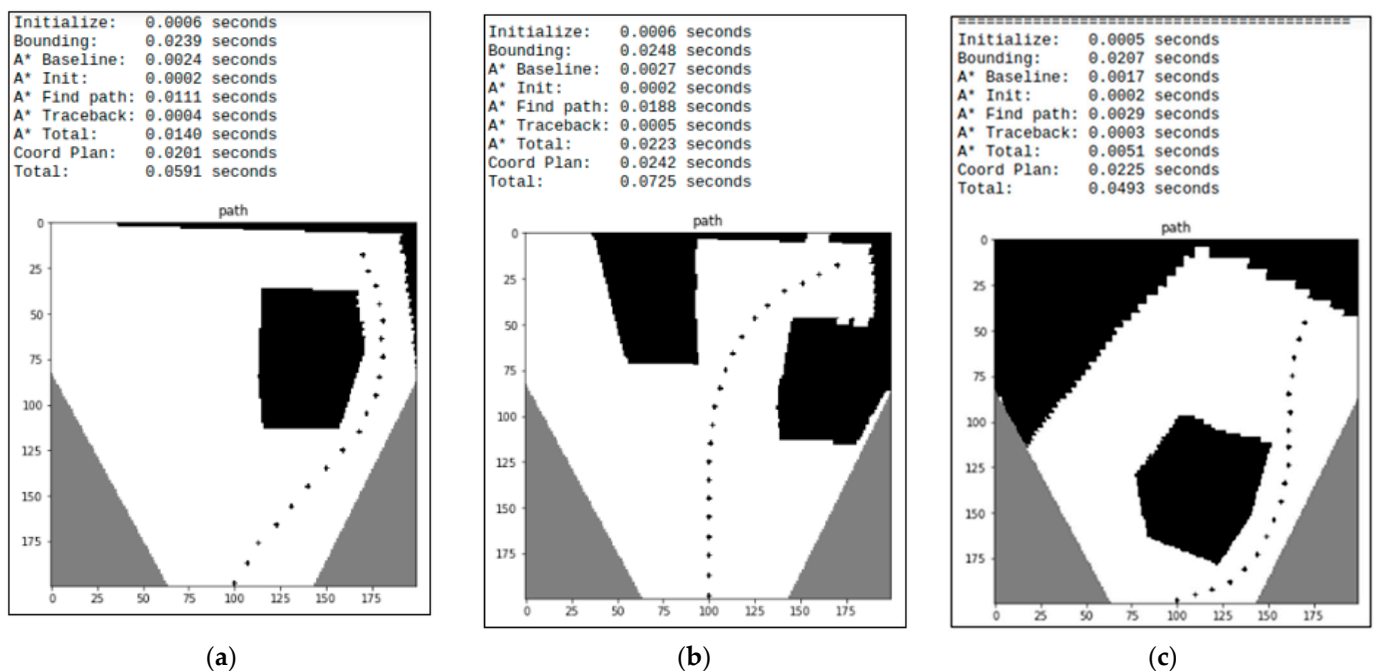 Initialize: 0.0006 seconds
Bounding: 0.0239 seconds
A* Baseline: 0.0024 seconds
A* Init: 0.0002 seconds
A* Find path: 0.0111 seconds
A* Traceback: 0.0004 seconds
A* Total: 0.0140 seconds
Coord Plan: 0.0201 seconds
Total: 0.0591 seconds
path
0
25
50
75
100
125
150
175
0 25 50 75 100 125 150 175
(a)
Initialize: 0.0006 seconds
Bounding: 0.0248 seconds
A* Baseline: 0.0027 seconds
A* Init: 0.0002 seconds
A* Find path: 0.0188 seconds
A* Traceback: 0.0005 seconds
A* Total: 0.0223 seconds
Coord Plan: 0.0242 seconds
Total: 0.0725 seconds
path
0
25
50
75
100
125
150
175
0 25 50 75 100 125 150 175
(b)
==========================================
Initialize: 0.0005 seconds
Bounding: 0.0207 seconds
A* Baseline: 0.0017 seconds
A* Init: 0.0002 seconds
A* Find path: 0.0029 seconds
A* Traceback: 0.0003 seconds
A* Total: 0.0051 seconds
Coord Plan: 0.0225 seconds
Total: 0.0493 seconds
path
0
25
50
75
100
125
150
175
0 25 50 75 100 125 150 175
(c)